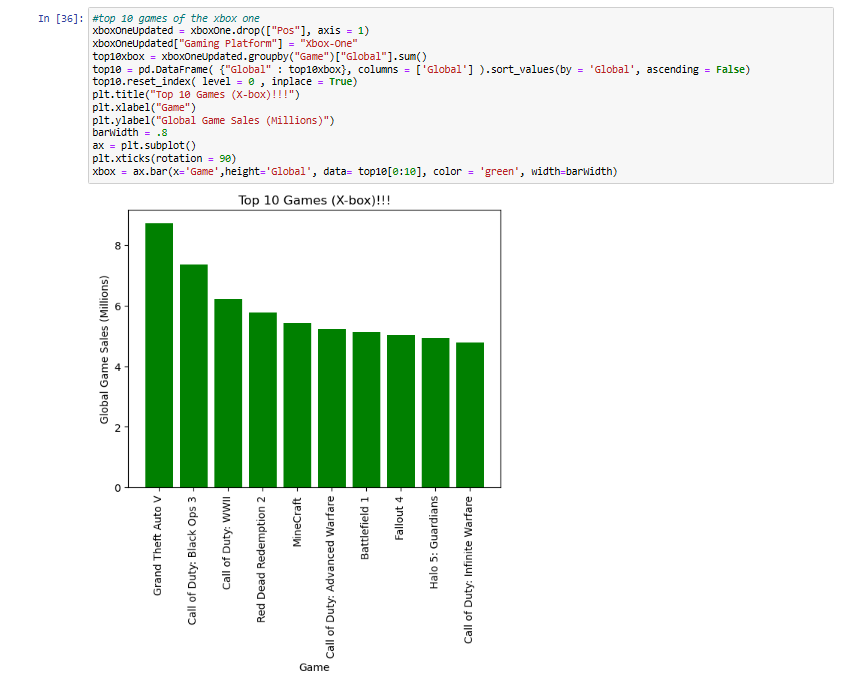 In [36]: #top 10 games of the xbox one
xboxOneUpdated = xboxOne.drop(["Pos"], axis = 1)
xboxOneUpdated["Gaming Platform"] = "Xbox-One"
top10xbox = xboxOneUpdated.groupby("Game")["Global"].sum()
top10 = pd.DataFrame( {"Global" : top10xbox}, columns = ['Global'] ).sort_values(by = 'Global', ascending = False)
top10.reset_index( level = 0 , inplace = True)
plt.title("Top 10 Games (X-box)!!!")
plt.xlabel("Game")
plt.ylabel("Global Game Sales (Millions)")
barWidth = .8
ax = plt.subplot()
plt.xticks(rotation = 90)
xbox = ax.bar(x='Game',height='Global', data= top10[0:10], color = 'green', width=barWidth)
Top 10 Games (X-box)!!!
Global Game Sales (Millions)
8
6
4
2
0
Grand Theft Auto V
Call of Duty: Black Ops 3
Call of Duty: WWII
Red Dead Redemption 2
MineCraft
Call of Duty: Advanced Warfare
Battlefield 1
Fallout 4
Halo 5: Guardians
Call of Duty: Infinite Warfare
Game